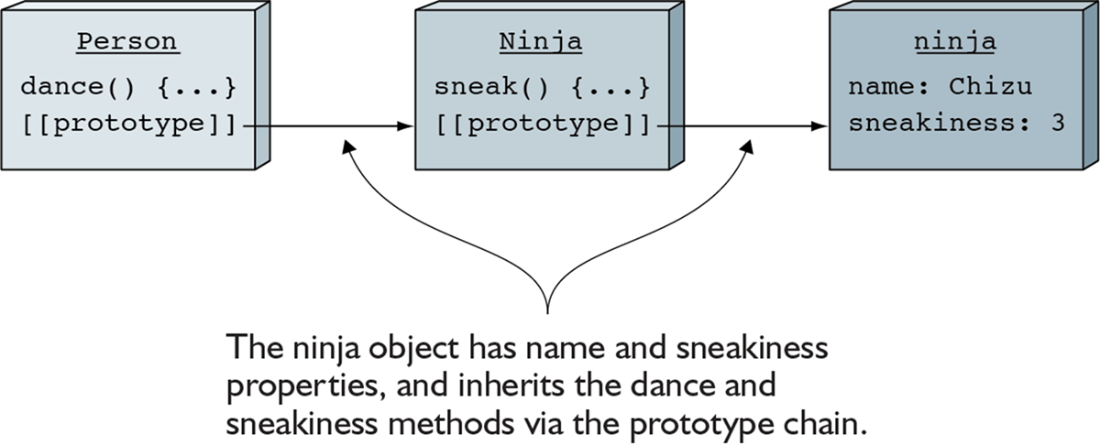 Person
dance() {...}
[[prototype]]
Ninja
sneak() {...}
[[prototype]]
ninja
name: Chizu
sneakiness: 3
The ninja object has name and sneakiness
properties, and inherits the dance and
sneakiness methods via the prototype chain.